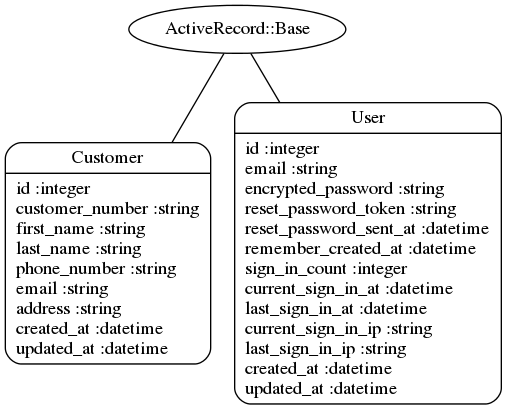 ActiveRecord::Base
Customer
id :integer
customer_number :string
first_name :string
last_name :string
phone_number :string
email :string
address :string
created_at :datetime
updated_at :datetime
User
id :integer
email :string
encrypted_password :string
reset_password_token :string
reset_password_sent_at :datetime
remember_created_at :datetime
sign_in_count :integer
current_sign_in_at :datetime
last_sign_in_at :datetime
current_sign_in_ip :string
last_sign_in_ip :string
created_at :datetime
updated_at :datetime